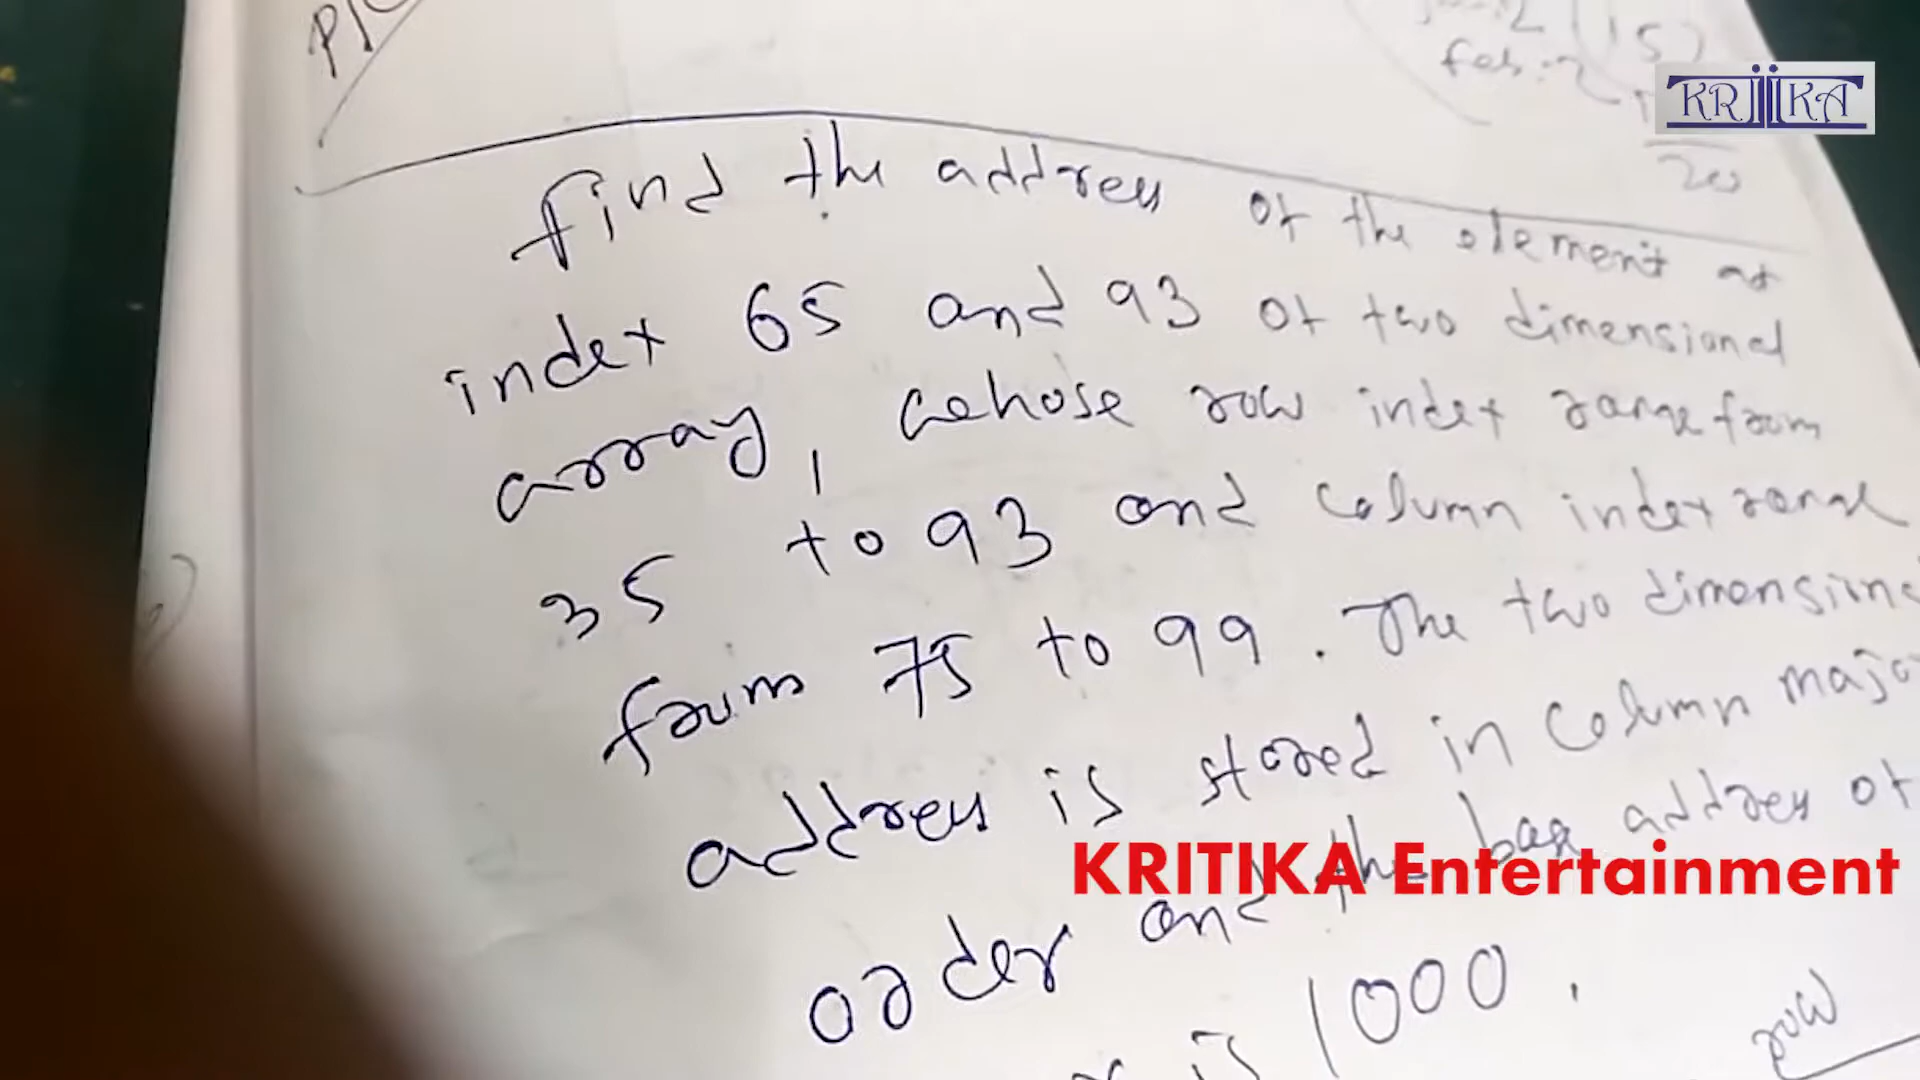 KRITIKA
20
Find the address of the element at
index 65 and 93 of two dimensional
array, whose row index range from
35 to 93 and column index range
from 75 to 99. The two dimensional
address is stored in Column major
order and the base address of
KRITIKA Entertainment
is 1000.
row